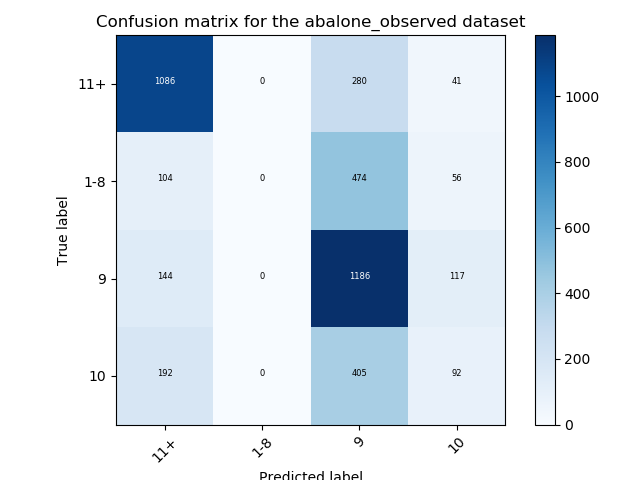 Confusion matrix for the abalone_observed dataset
True label
11+ 1086 0 280 41
1-8 104 0 474 56
9 144 0 1186 117
10 192 0 405 92
11+ 1-8 9 10
Predicted label
1000
800
600
400
200
0